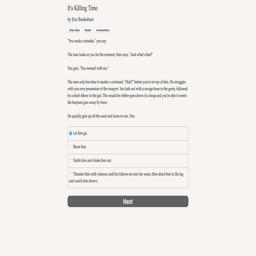 It's Killing Time
by Eric Bonholtzer
Show Stats Restart Achievements
"You made a mistake," you say.
The man looks at you for the moment, then says, "And what's that?"
You grin. "You messed with me."
The man only has time to mutter a confused, "Huh?" before you're on top of him. He struggles
with you over possession of the weapon. You lash out with a savage knee to the groin, followed
by a short elbow to the gut. The would-be robber goes down in a heap and you're able to wrest
the harpoon gun away by force.
He quickly gets up off the sand and turns to run. You:
Let him go.
Shoot him.
Tackle him and choke him out.
Threaten him with violence until he follows me into the water, then shoot him in the leg
and watch him drown.
Next